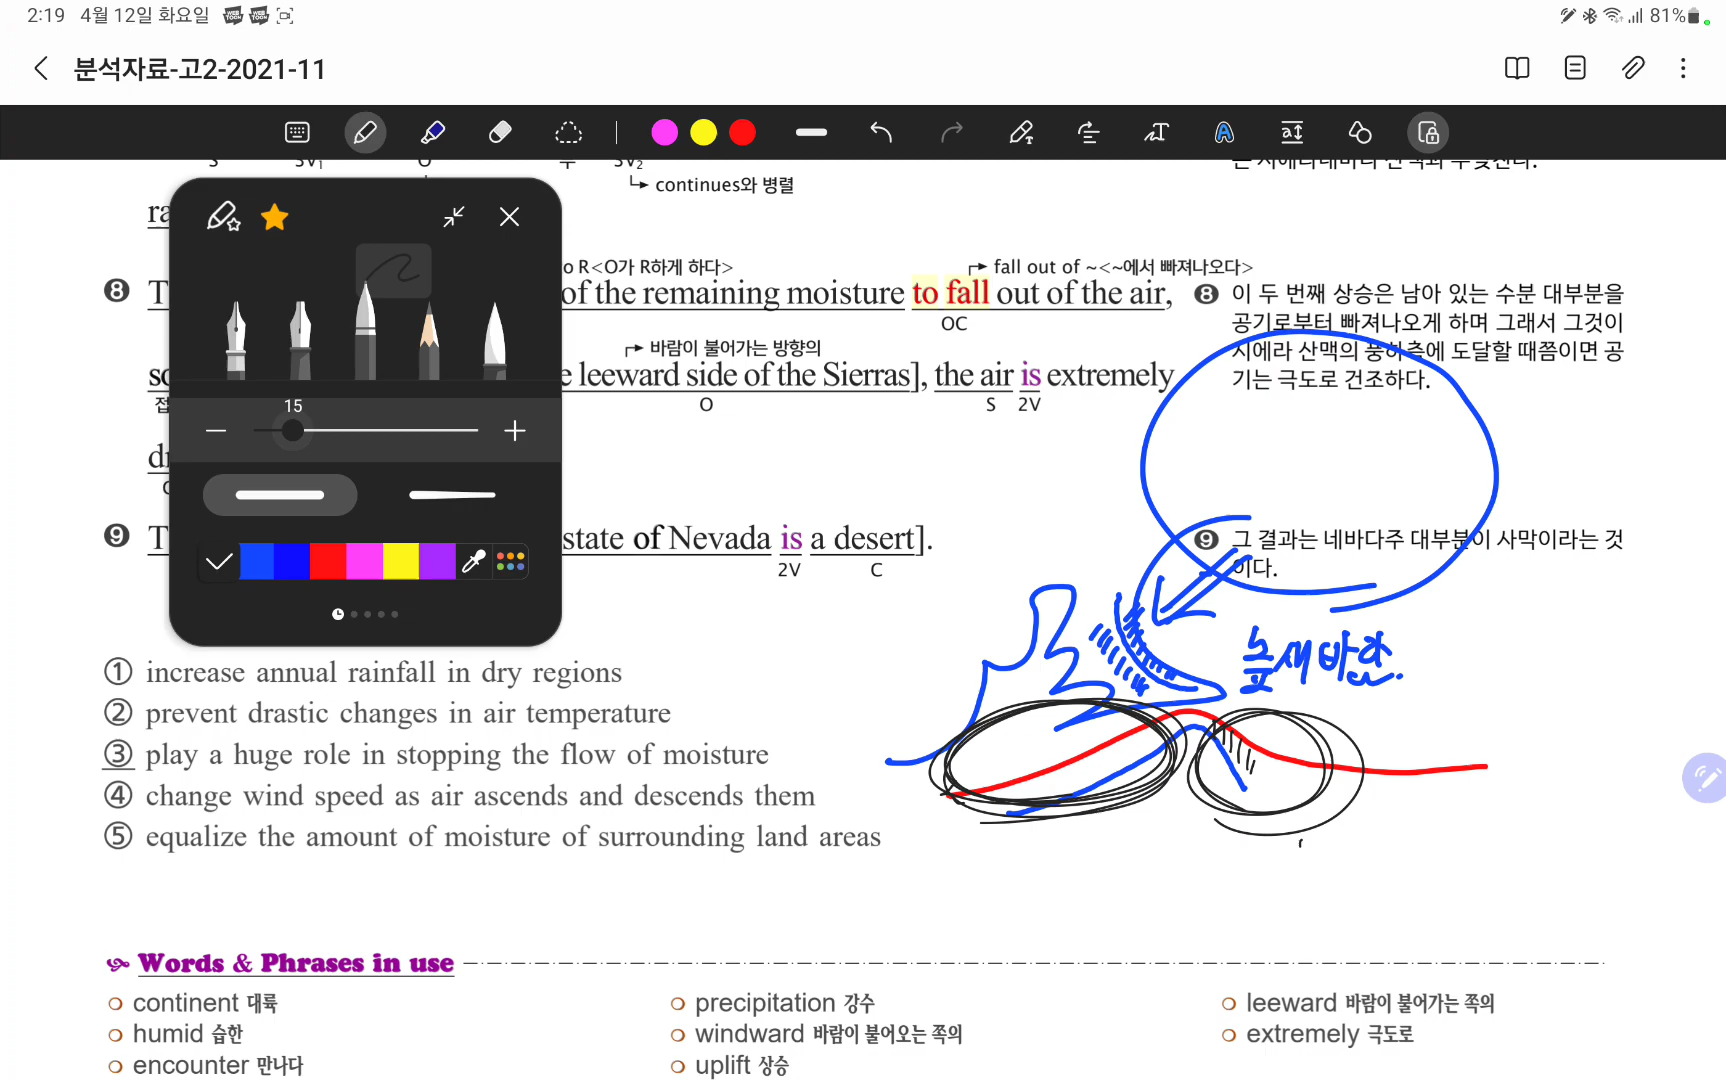 2:19 4월 12일 화요일 81%
분석자료-고2-2021-11
S SV₁ O SV₂
continues와 병렬
ra
o R<O가 R하게 하다> fall out of ~<~에서 빠져나오다>
❽ T of the remaining moisture to fall out of the air,
OC
❽ 이 두 번째 상승은 남아 있는 수분 대부분을
공기로부터 빠져나오게 하며 그래서 그것이
시에라 산맥의 풍하측에 도달할 때쯤이면 공
기는 극도로 건조하다.
바람이 불어가는 방향의
so e leeward side of the Sierras], the air is extremely
접 O S 2V
15
❾ T state of Nevada is a desert].
2V C
❾ 그 결과는 네바다주 대부분이 사막이라는 것
이다.
높새바람.
① increase annual rainfall in dry regions
② prevent drastic changes in air temperature
③ play a huge role in stopping the flow of moisture
④ change wind speed as air ascends and descends them
⑤ equalize the amount of moisture of surrounding land areas
Words & Phrases in use
continent 대륙 precipitation 강수 leeward 바람이 불어가는 쪽의
humid 습한 windward 바람이 불어오는 쪽의 extremely 극도로
encounter 만나다 uplift 상승